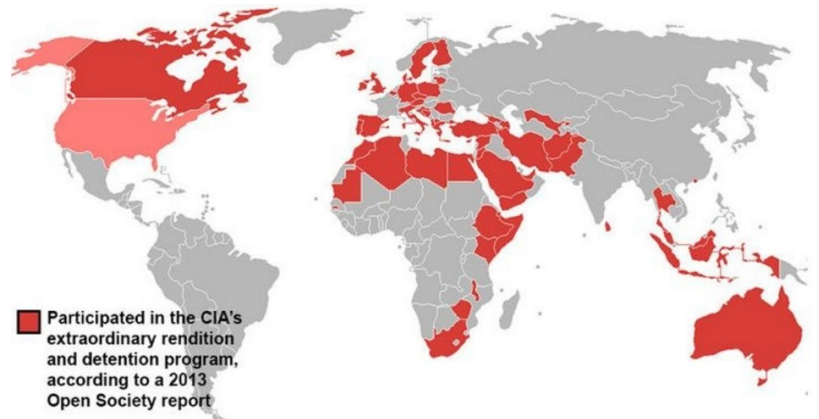 Participated in the CIA's
extraordinary rendition
and detention program,
according to a 2013
Open Society report